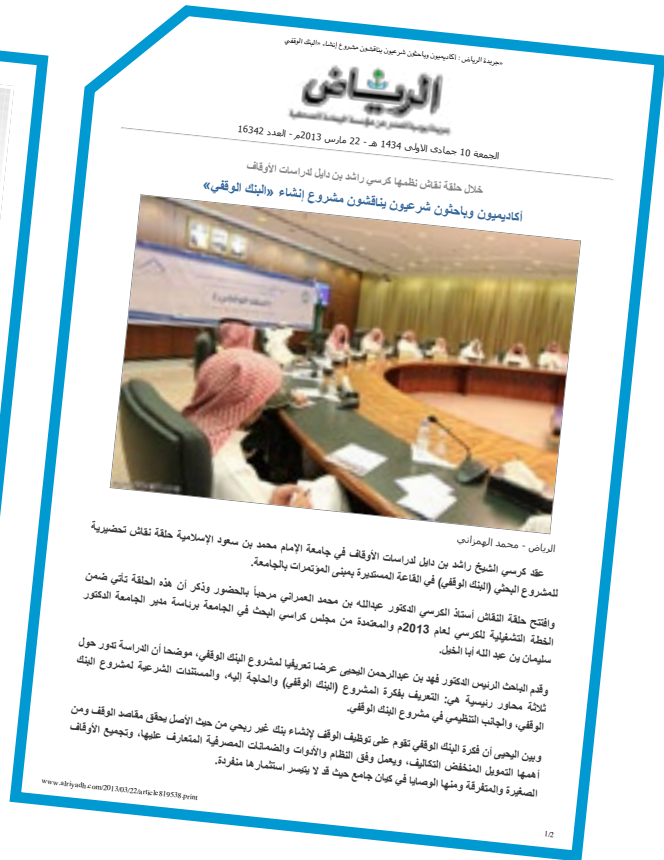 «جريدة الرياض : أكاديميون وباحثون شرعيون يناقشون مشروع إنشاء «البنك الوقفي
الرياض
الجمعة 10 جمادى الاولى 1434 هـ - 22 مارس 2013م - العدد 16342
خلال حلقة نقاش نظمها كرسي راشد بن دايل لدراسات الأوقاف
أكاديميون وباحثون شرعيون يناقشون مشروع إنشاء «البنك الوقفي»
الرياض - محمد الهمزاني
عقد كرسي الشيخ راشد بن دايل لدراسات الأوقاف في جامعة الإمام محمد بن سعود الإسلامية حلقة نقاش تحضيرية
للمشروع البحثي (البنك الوقفي) في القاعة المستديرة بمبنى المؤتمرات بالجامعة.
وافتتح حلقة النقاش أستاذ الكرسي الدكتور عبدالله بن محمد العمراني مرحباً بالحضور وذكر أن هذه الحلقة تأتي ضمن
الخطة التشغيلية للكرسي لعام 2013م والمعتمدة من مجلس كراسي البحث في الجامعة برئاسة مدير الجامعة الدكتور
سليمان بن عبد الله أبا الخيل.
وقدم الباحث الرئيس الدكتور فهد بن عبدالرحمن اليحيى عرضا تعريفيا لمشروع البنك الوقفي، موضحا أن الدراسة تدور حول
ثلاثة محاور رئيسية هي: التعريف بفكرة المشروع (البنك الوقفي) والحاجة إليه، والمستندات الشرعية لمشروع البنك
الوقفي، والجانب التنظيمي في مشروع البنك الوقفي.
وبين اليحيى أن فكرة البنك الوقفي تقوم على توظيف الوقف لإنشاء بنك غير ربحي من حيث الأصل يحقق مقاصد الوقف ومن
أهمها التمويل المنخفض التكاليف، ويعمل وفق النظام والأدوات والضمانات المصرفية المتعارف عليها، وتجميع الأوقاف
الصغيرة والمتفرقة ومنها الوصايا في كيان جامع حيث قد لا يتيسر استثمارها منفردة.
www.alriyadh.com/2013/03/22/article819538.print
1/2